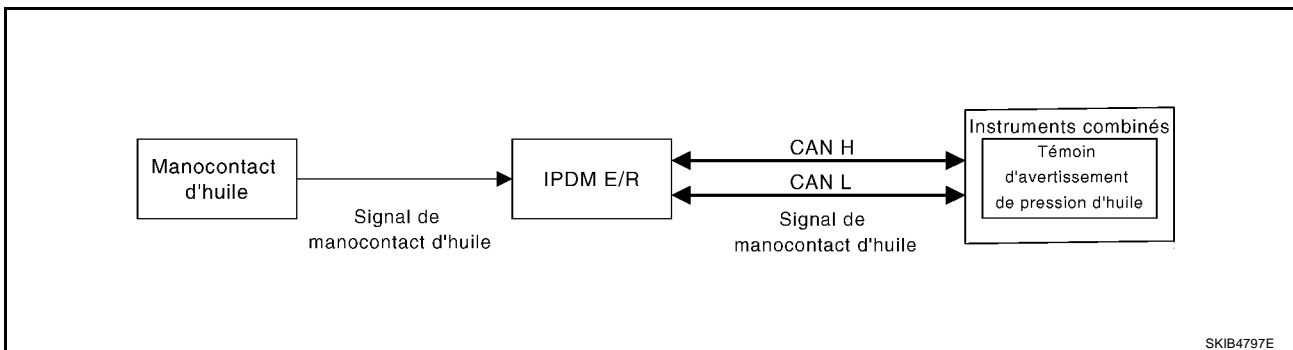 Manocontact
d'huile
Signal de
manocontact d'huile
IPDM E/R
CAN H
CAN L
Signal de
manocontact d'huile
Instruments combinés
Témoin
d'avertissement
de pression d'huile
SKIB4797E